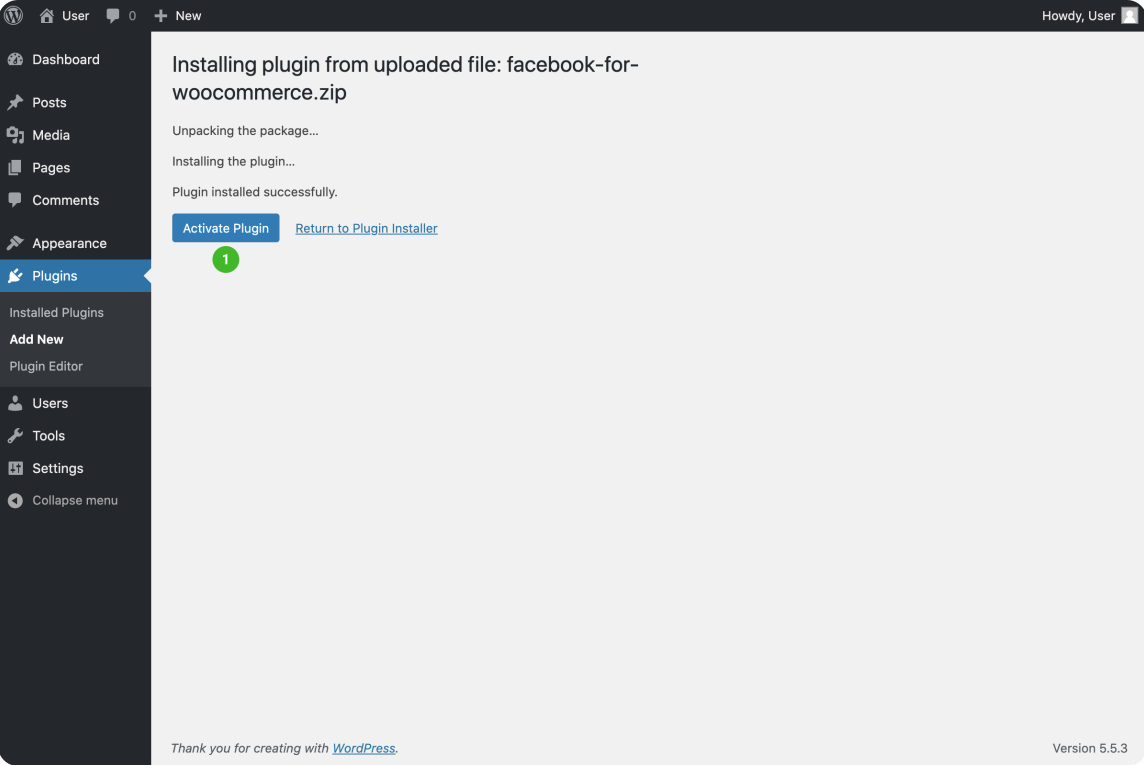 User
0
New
Howdy, User
Dashboard
Posts
Media
Pages
Comments
Appearance
Plugins
Installed Plugins
Add New
Plugin Editor
Users
Tools
Settings
Collapse menu
Installing plugin from uploaded file: facebook-for-
woocommerce.zip
Unpacking the package...
Installing the plugin...
Plugin installed successfully.
Activate Plugin
Return to Plugin Installer
1
Thank you for creating with WordPress.
Version 5.5.3